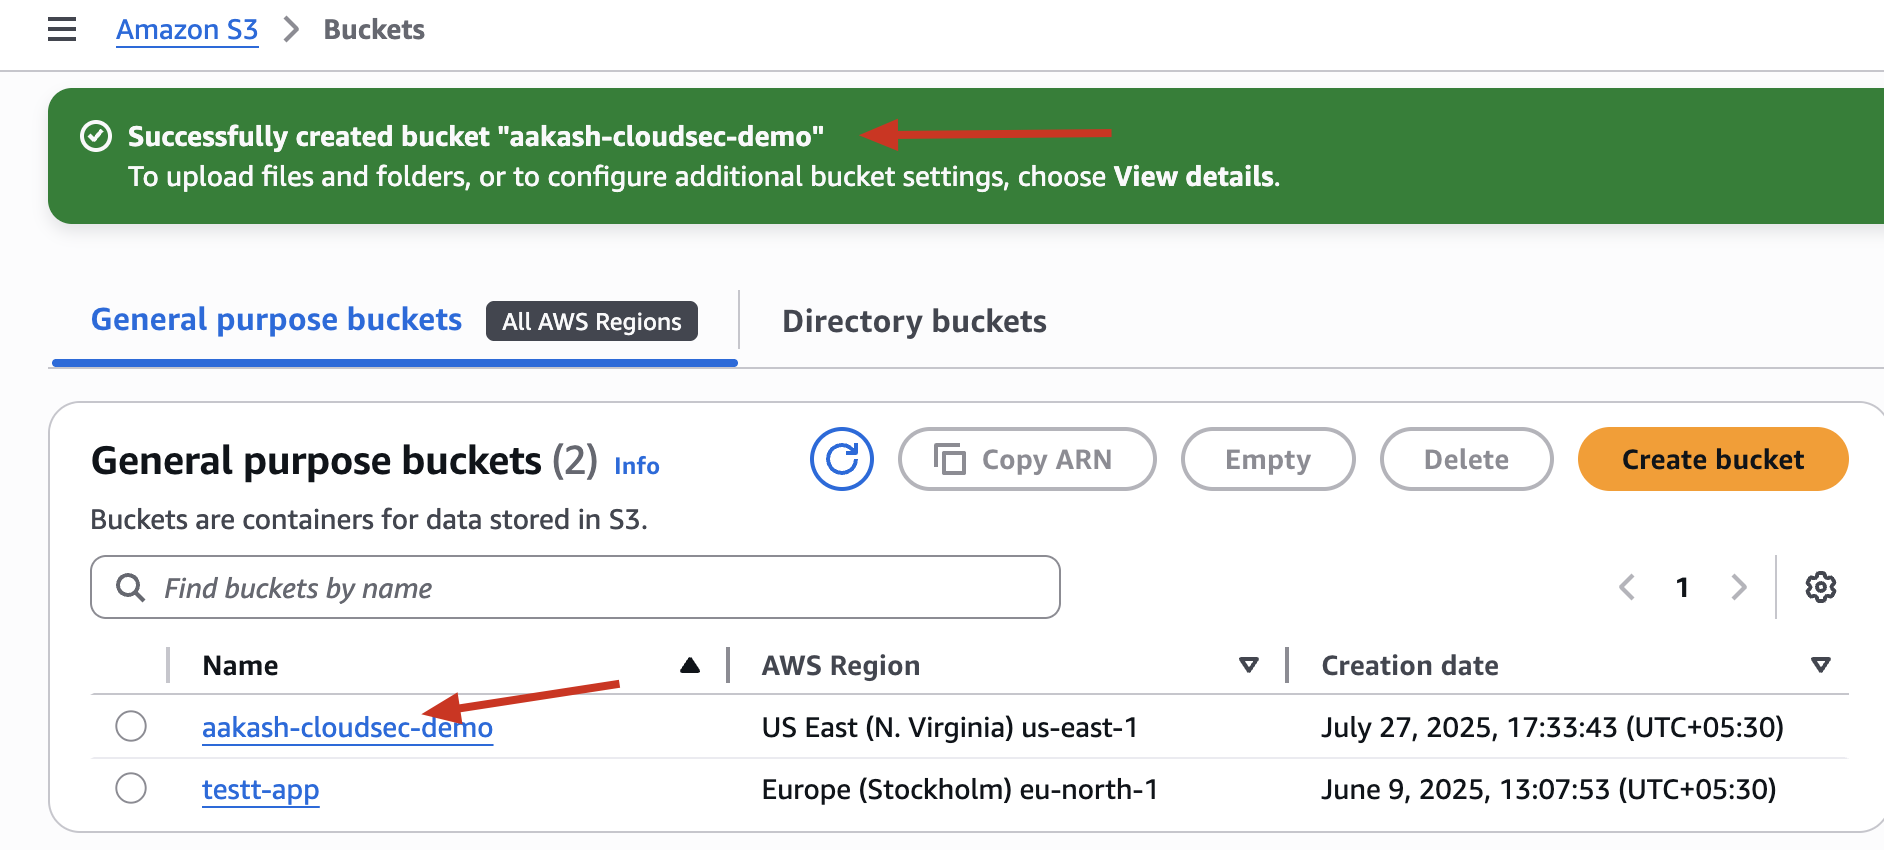 Amazon S3 > Buckets
Successfully created bucket "aakash-cloudsec-demo"
To upload files and folders, or to configure additional bucket settings, choose View details.
General purpose buckets All AWS Regions Directory buckets
General purpose buckets (2) Info Copy ARN Empty Delete Create bucket
Buckets are containers for data stored in S3.
Find buckets by name 1
Name AWS Region Creation date
aakash-cloudsec-demo US East (N. Virginia) us-east-1 July 27, 2025, 17:33:43 (UTC+05:30)
testt-app Europe (Stockholm) eu-north-1 June 9, 2025, 13:07:53 (UTC+05:30)